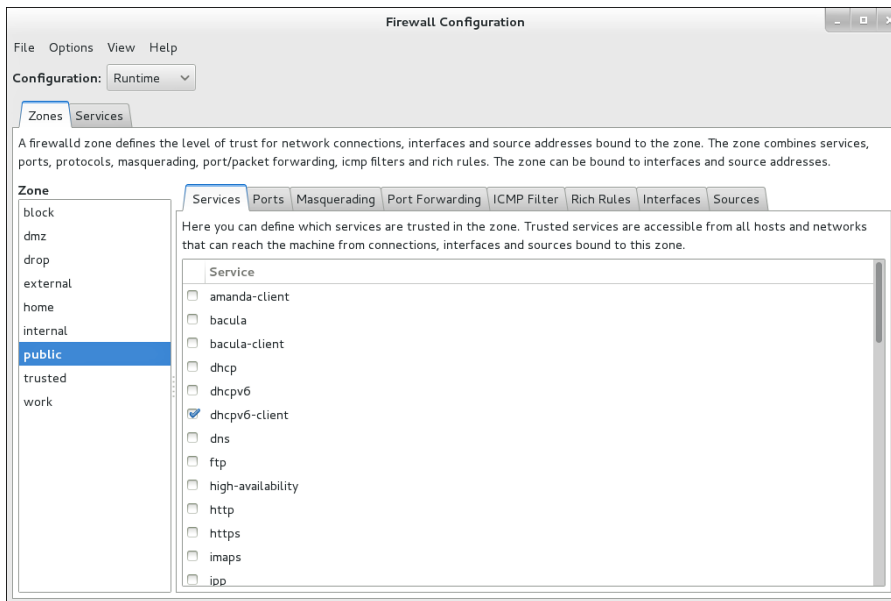 Firewall Configuration
File Options View Help
Configuration: Runtime
Zones Services
A firewalld zone defines the level of trust for network connections, interfaces and source addresses bound to the zone. The zone combines services,
ports, protocols, masquerading, port/packet forwarding, icmp filters and rich rules. The zone can be bound to interfaces and source addresses.
Zone
block
dmz
drop
external
home
internal
public
trusted
work
Services Ports Masquerading Port Forwarding ICMP Filter Rich Rules Interfaces Sources
Here you can define which services are trusted in the zone. Trusted services are accessible from all hosts and networks
that can reach the machine from connections, interfaces and sources bound to this zone.
Service
amanda-client
bacula
bacula-client
dhcp
dhcpv6
dhcpv6-client
dns
ftp
high-availability
http
https
imaps
ipp